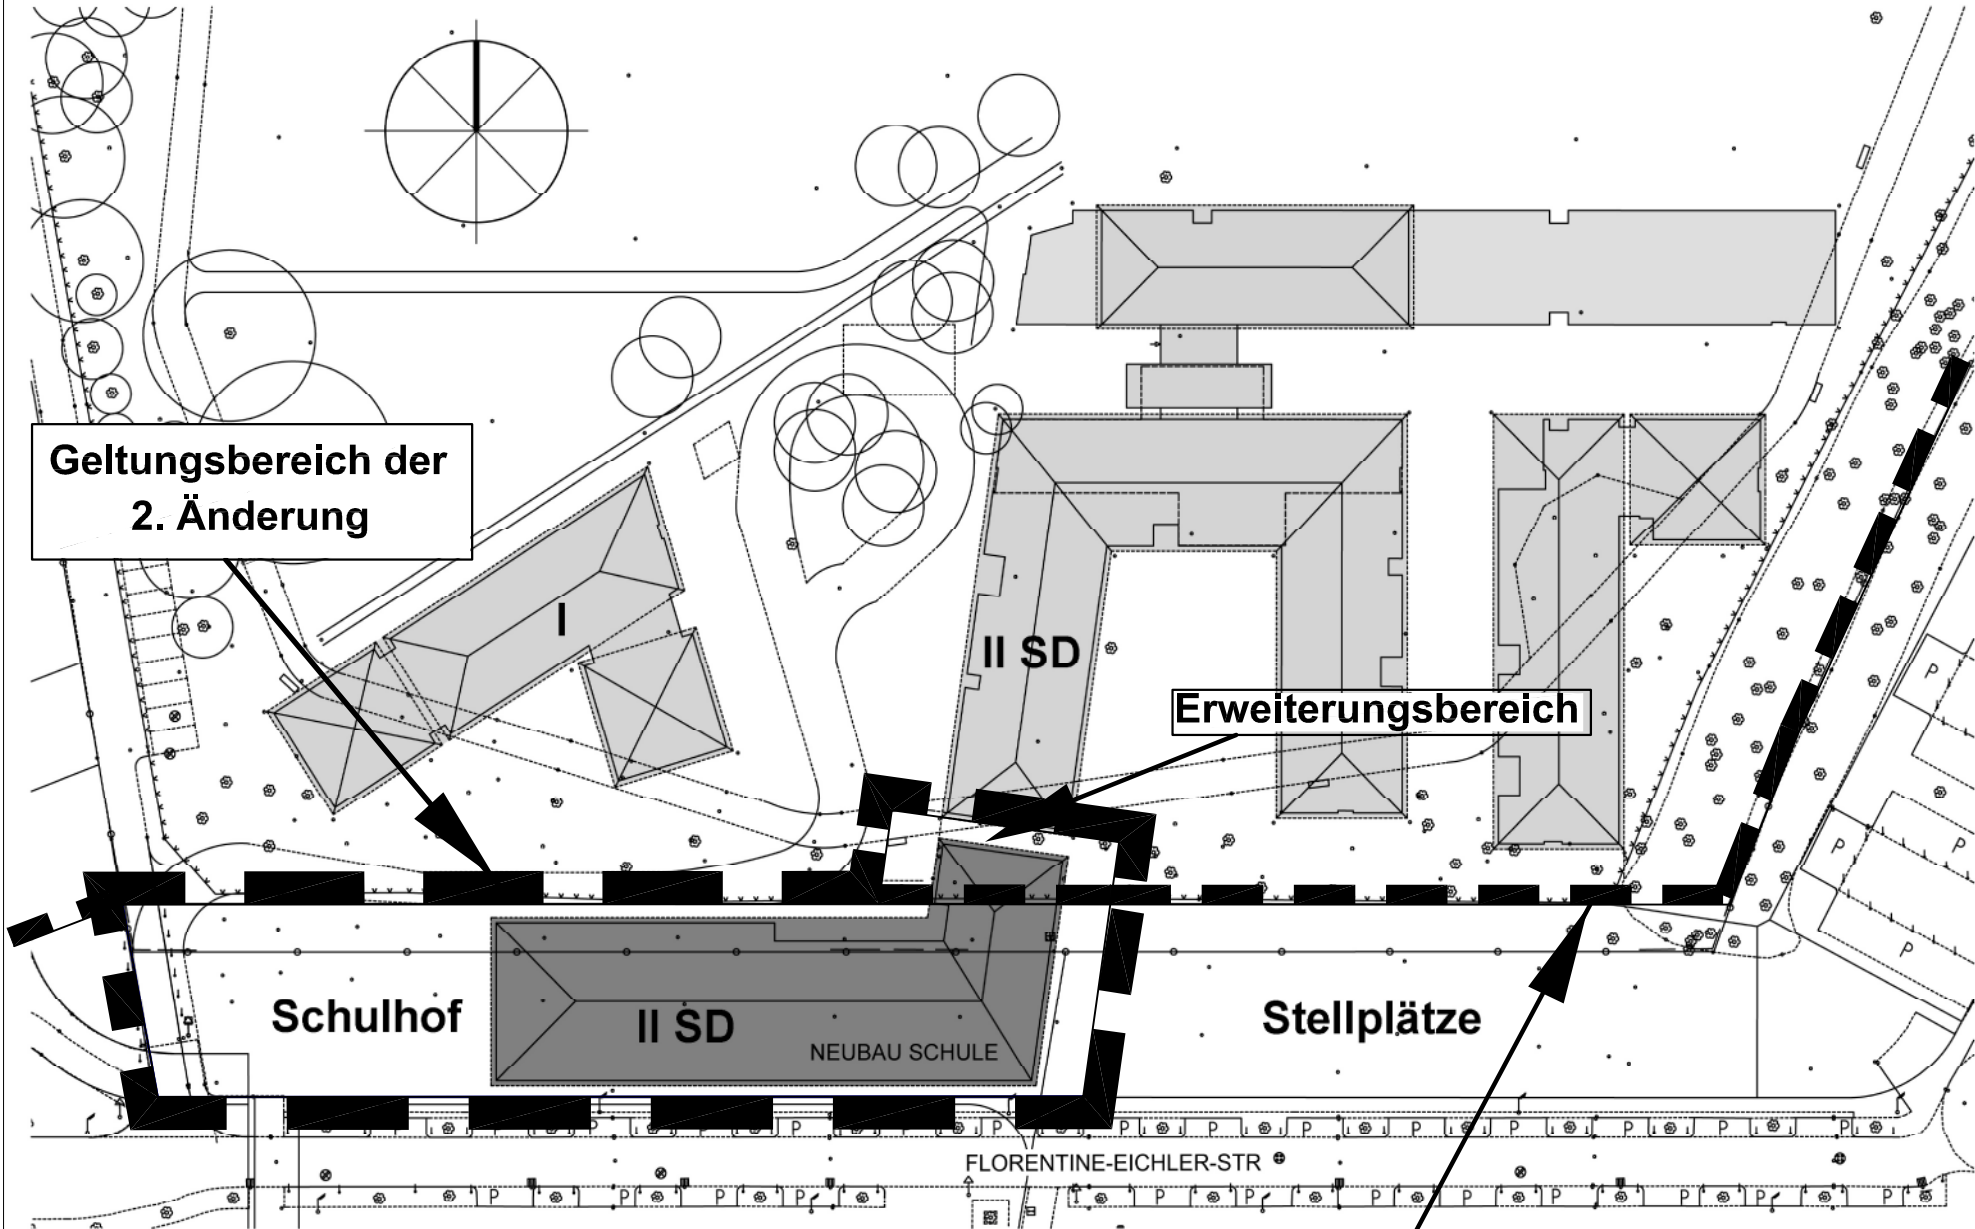 Geltungsbereich der
2. Änderung
I
II SD
Erweiterungsbereich
P
P
P
P
Schulhof
II SD
NEUBAU SCHULE
Stellplätze
P
P
P
P
P
P
P
P
P
P
P
P
P
P
FLORENTINE-EICHLER-STR
P
P
P
P
P
P
P
P
P
P
P
P